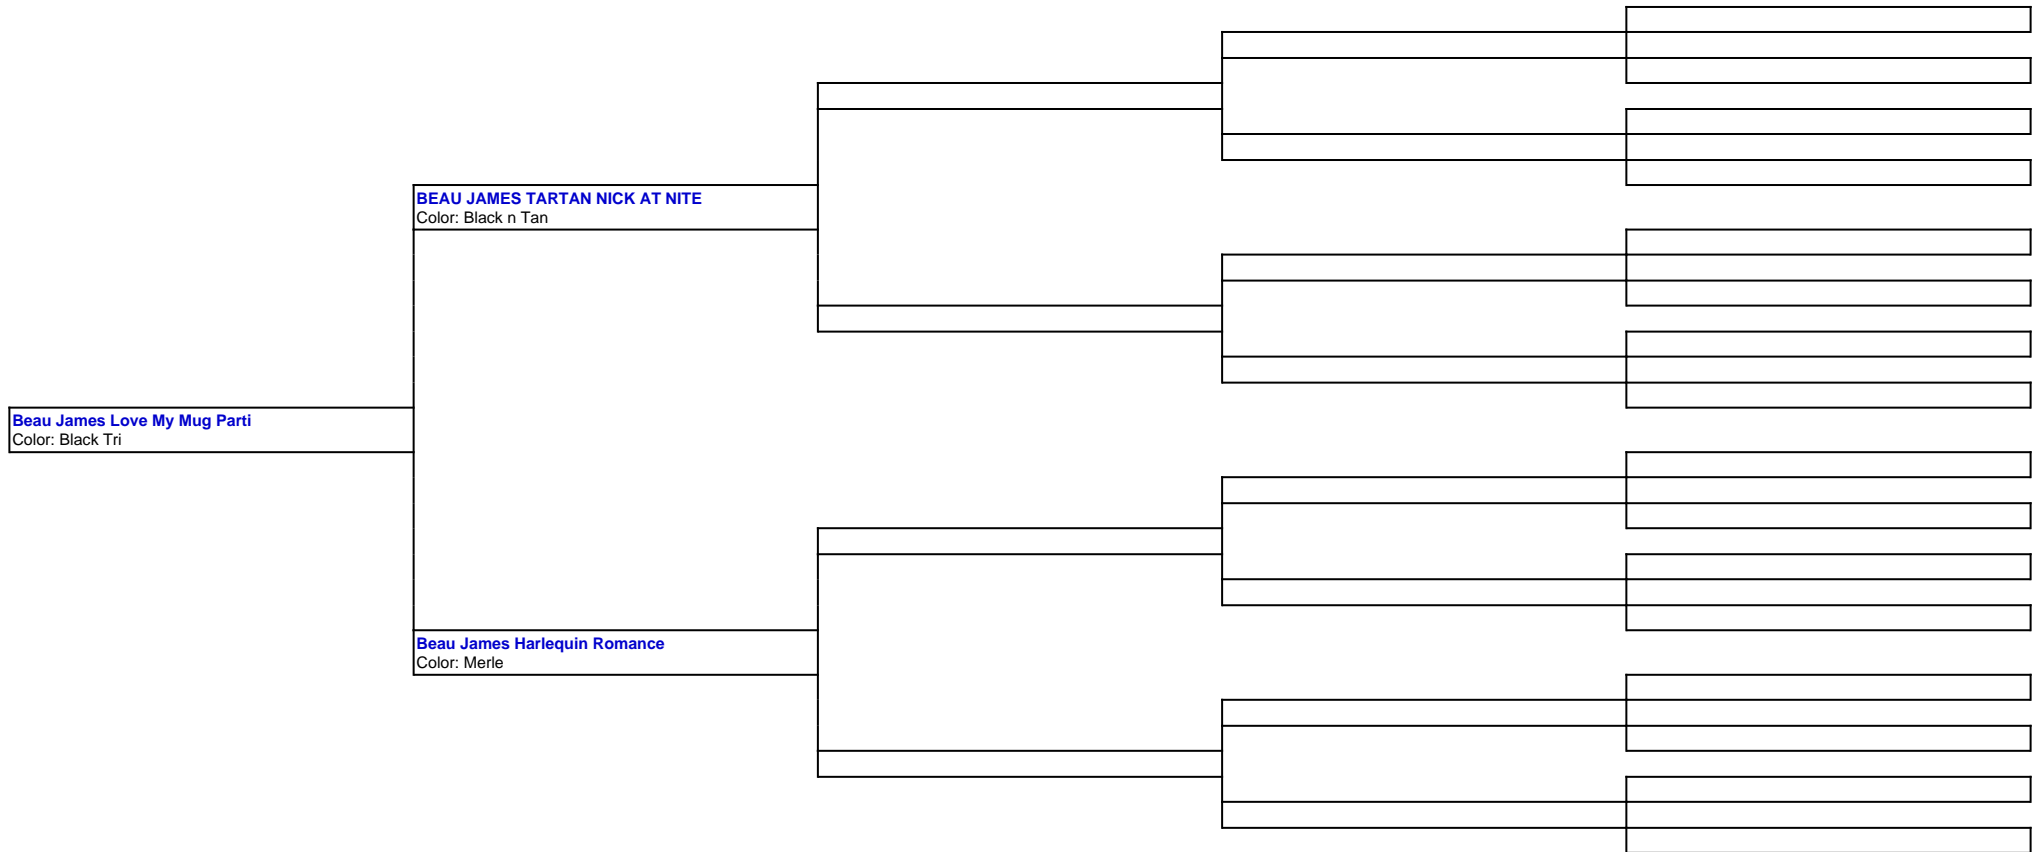 BEAU JAMES TARTAN NICK AT NITE
Color: Black n Tan
Beau James Love My Mug Parti
Color: Black Tri
Beau James Harlequin Romance
Color: Merle